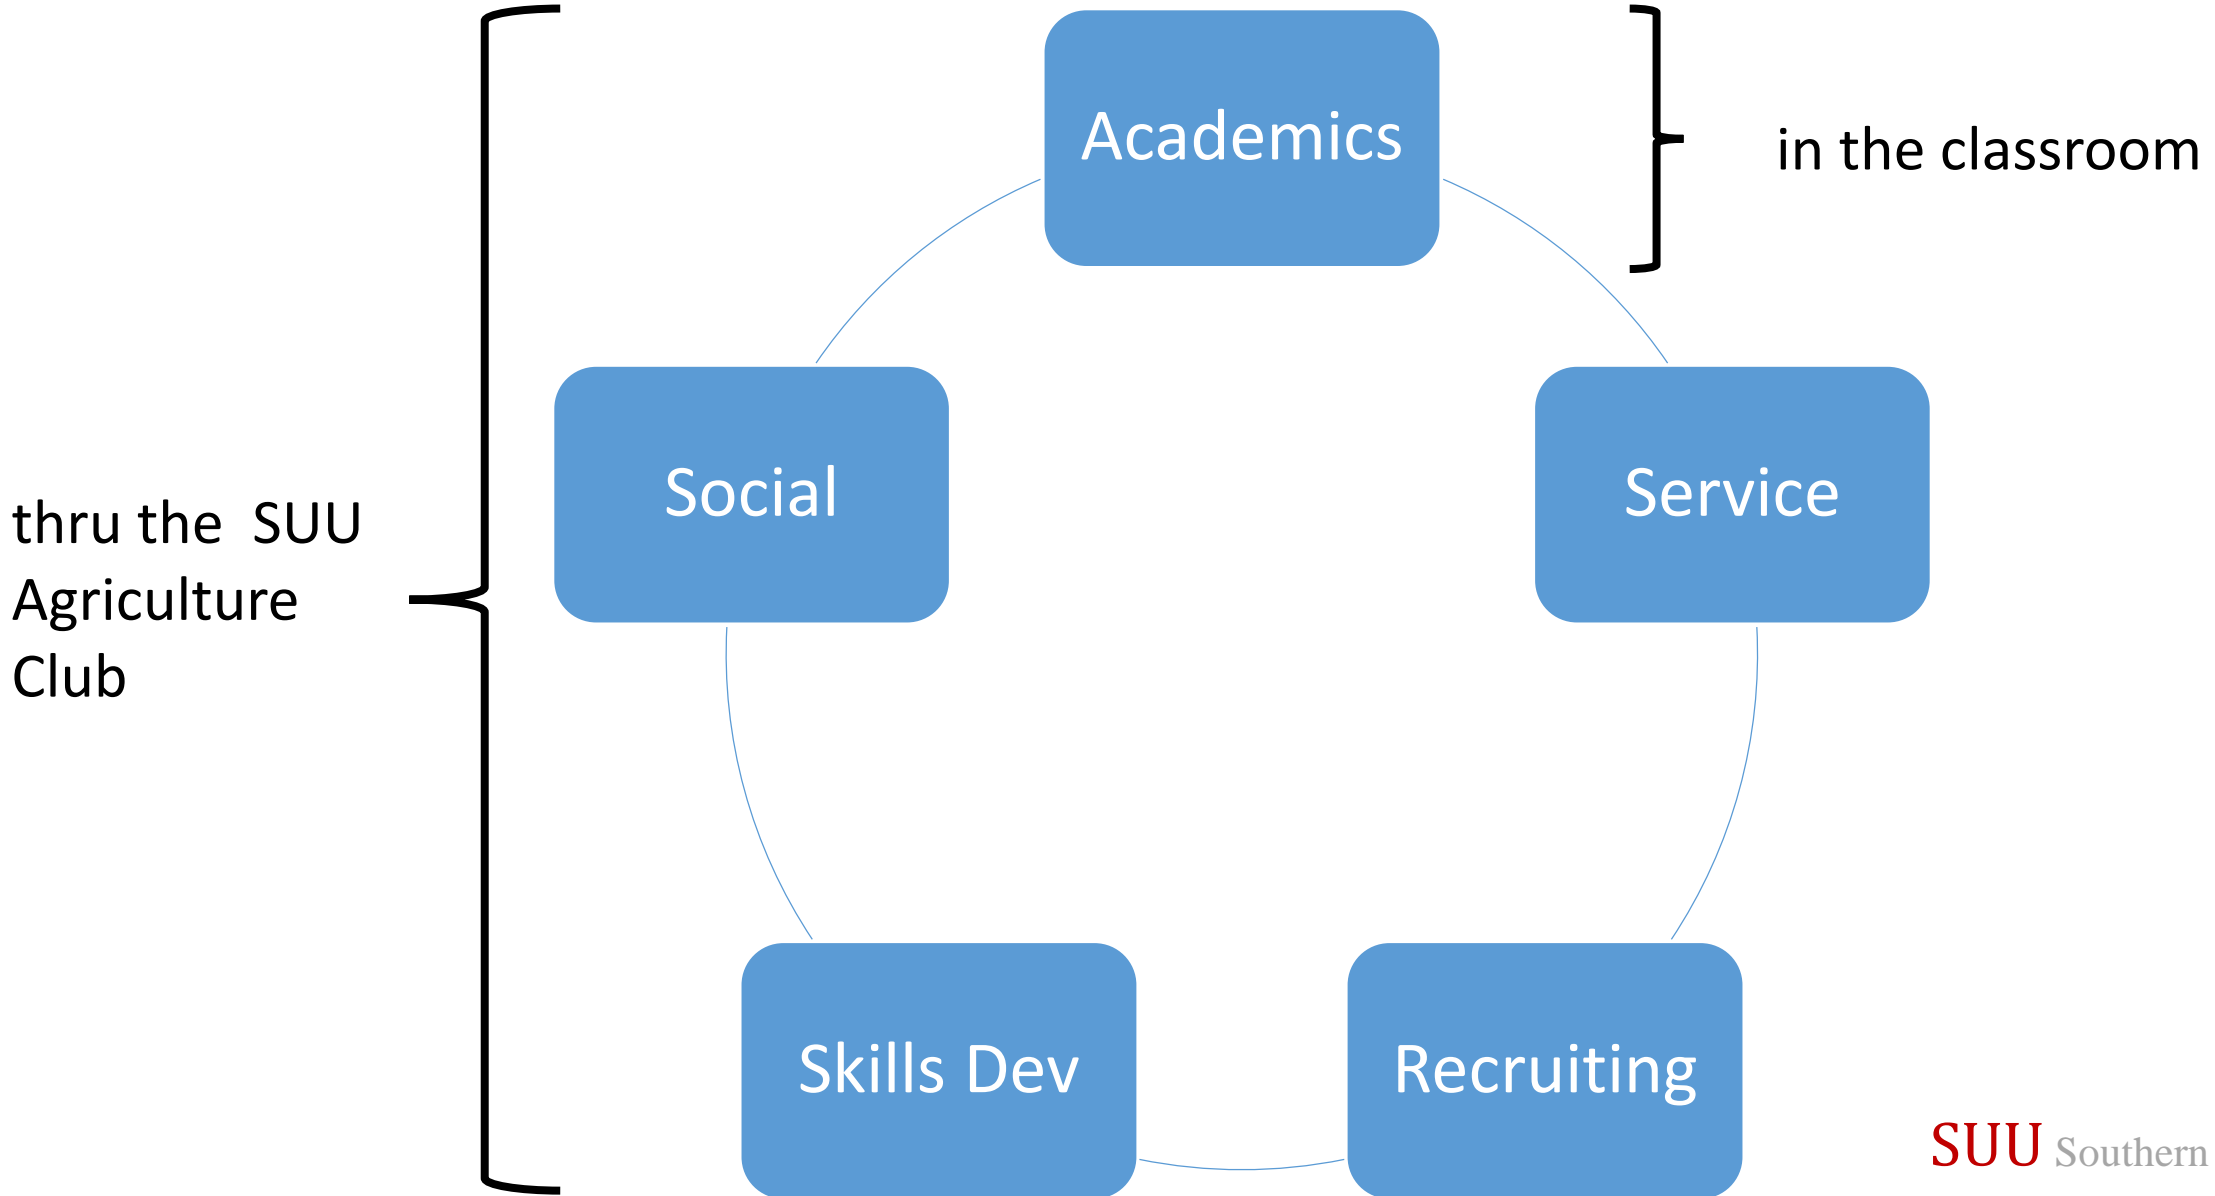 Academics
in the classroom
Social
Service
thru the  SUU
Agriculture
Club
Skills Dev
Recruiting
SUU Southern